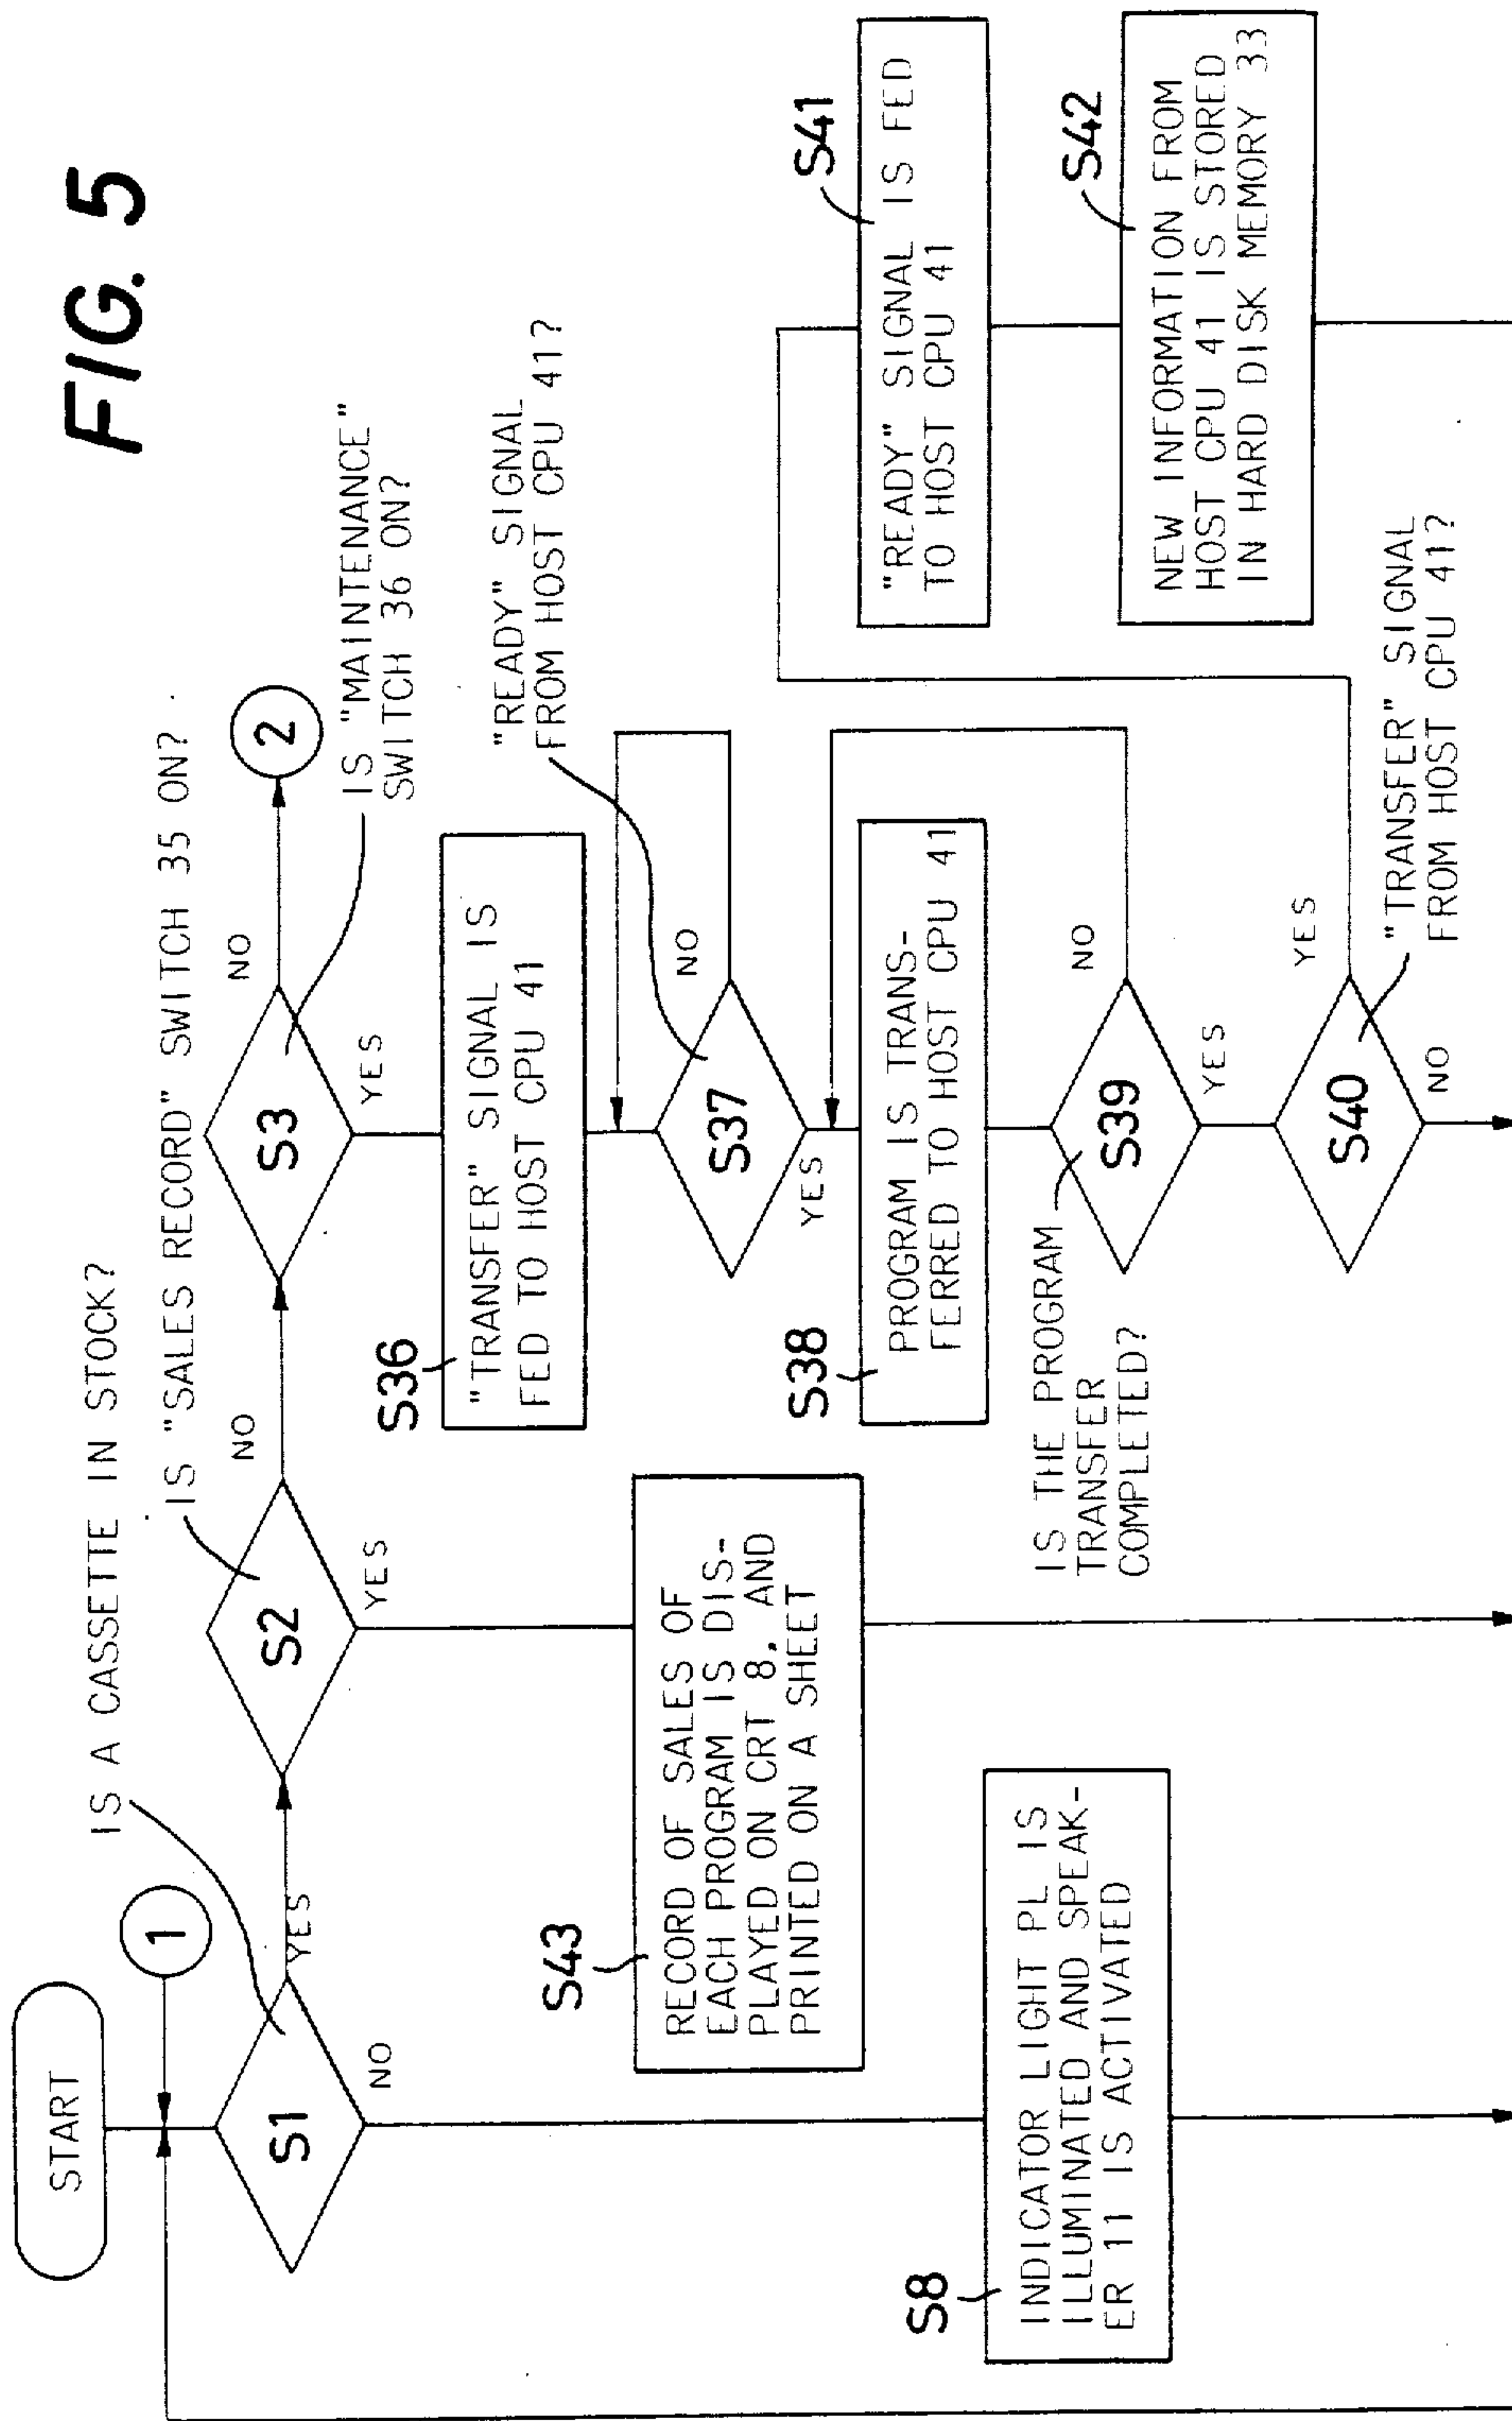 FIG. 5
START
1
IS A CASSETTE IN STOCK?
S1
YES
NO
IS "SALES RECORD" SWITCH 35 ON?
S2
NO
YES
IS "MAINTENANCE"
SWITCH 36 ON?
S3
NO
2
YES
S8
INDICATOR LIGHT PL IS
ILLUMINATED AND SPEAK-
ER 11 IS ACTIVATED
S43
RECORD OF SALES OF
EACH PROGRAM IS DIS-
PLAYED ON CRT 8, AND
PRINTED ON A SHEET
S36
"TRANSFER" SIGNAL IS
FED TO HOST CPU 41
"READY" SIGNAL
FROM HOST CPU 41?
S37
NO
YES
S38
PROGRAM IS TRANS-
FERRED TO HOST CPU 41
IS THE PROGRAM
TRANSFER
COMPLETED?
S39
NO
YES
S40
YES
NO
"TRANSFER" SIGNAL
FROM HOST CPU 41?
S41
"READY" SIGNAL IS FED
TO HOST CPU 41
S42
NEW INFORMATION FROM
HOST CPU 41 IS STORED
IN HARD DISK MEMORY 33